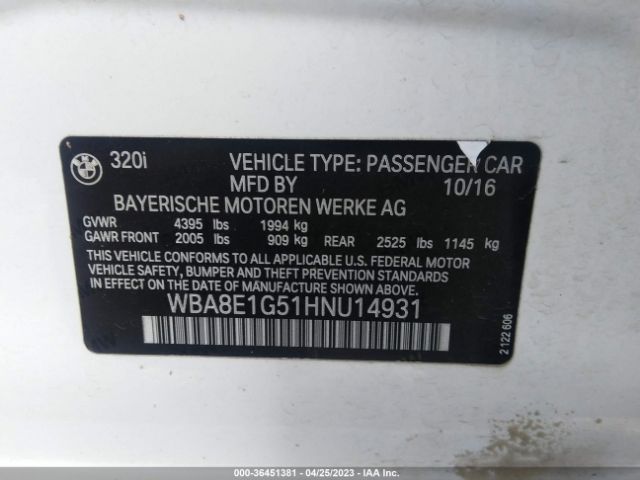 BMW
320i VEHICLE TYPE: PASSENGER CAR
MFD BY 10/16
BAYERISCHE MOTOREN WERKE AG
GVWR 4395 lbs 1994 kg
GAWR FRONT 2005 lbs 909 kg REAR 2525 lbs 1145 kg
THIS VEHICLE CONFORMS TO ALL APPLICABLE U.S. FEDERAL MOTOR
VEHICLE SAFETY, BUMPER AND THEFT PREVENTION STANDARDS IN
EFFECT ON THE DATE OF MANUFACTURE SHOWN ABOVE.
WBA8E1G51HNU14931
2 122 606
000-36451381 - 04/25/2023 - IAAI.COM